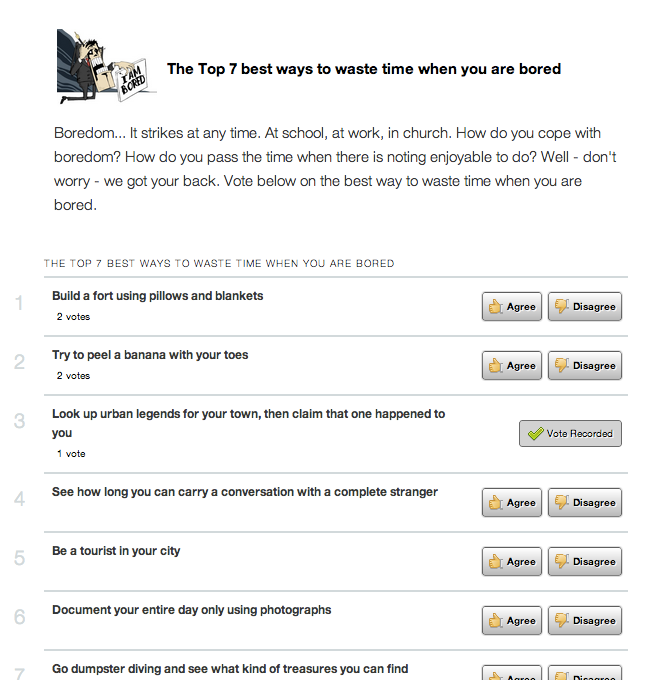 I AM
BORED
The Top 7 best ways to waste time when you are bored
Boredom... It strikes at any time. At school, at work, in church. How do you cope with
boredom? How do you pass the time when there is noting enjoyable to do? Well - don't
worry - we got your back. Vote below on the best way to waste time when you are
bored.
THE TOP 7 BEST WAYS TO WASTE TIME WHEN YOU ARE BORED
1 Build a fort using pillows and blankets Agree Disagree
2 votes
2 Try to peel a banana with your toes Agree Disagree
2 votes
3 Look up urban legends for your town, then claim that one happened to
you Vote Recorded
1 vote
4 See how long you can carry a conversation with a complete stranger Agree Disagree
5 Be a tourist in your city Agree Disagree
6 Document your entire day only using photographs Agree Disagree
7 Go dumpster diving and see what kind of treasures you can find Agree Disagree